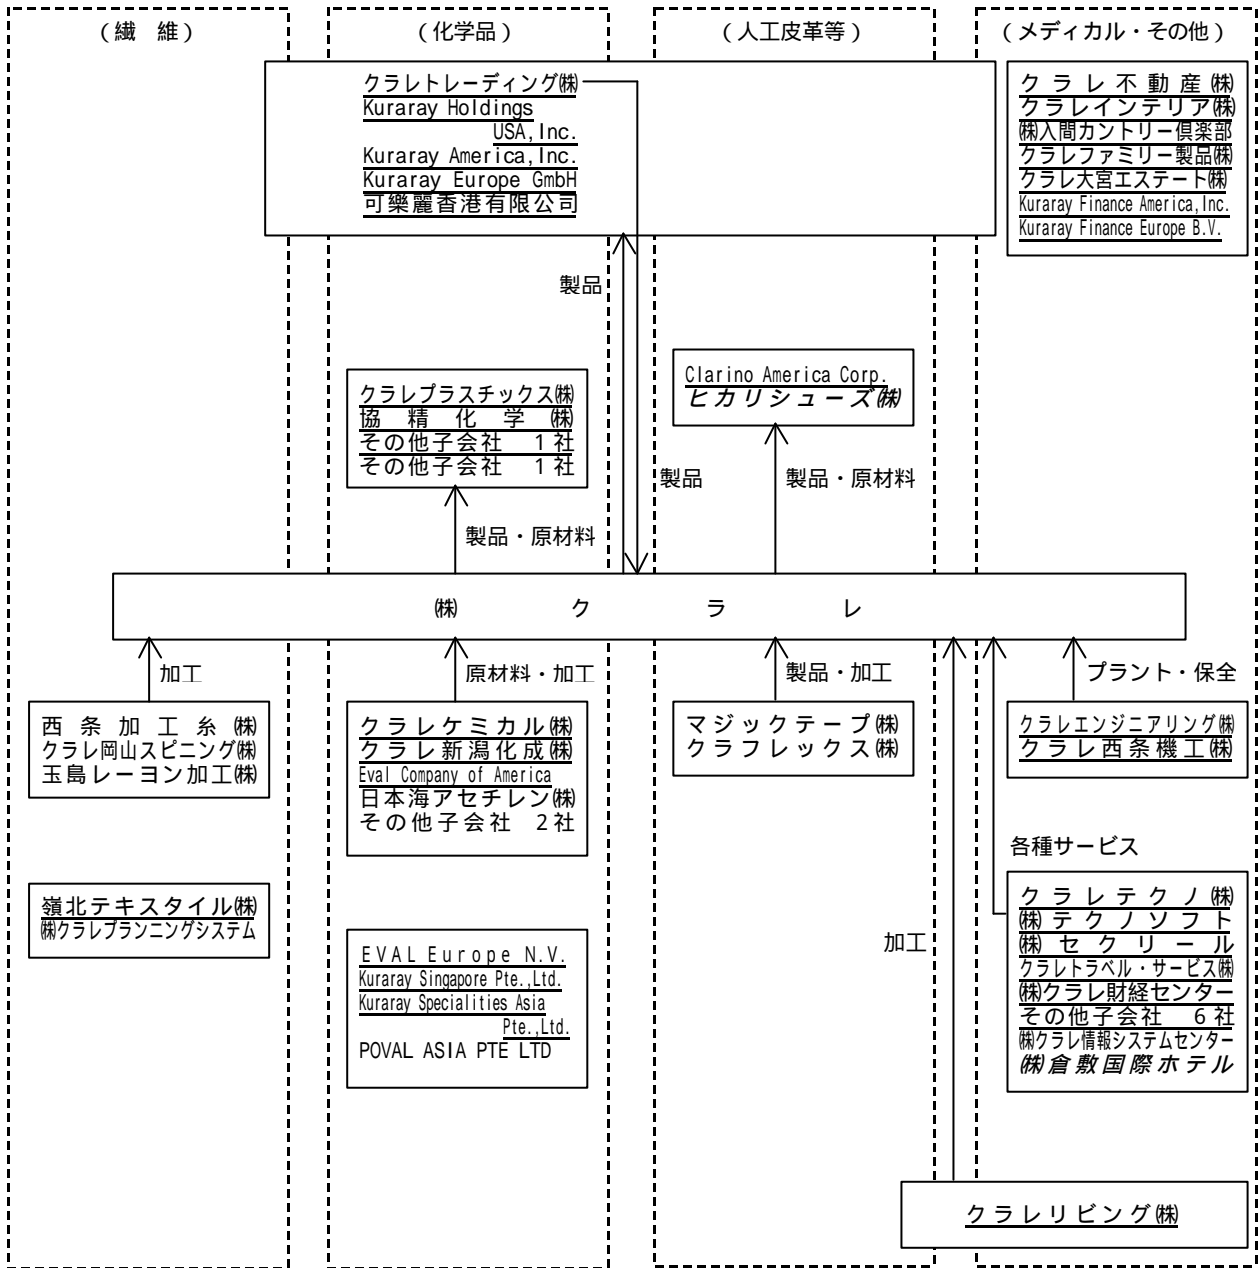 （繊　維）
（化学品）
（人工皮革等）
（メディカル・その他）
クラレトレーディング㈱
Kuraray Holdings
USA,Inc.
Kuraray America,Inc.
Kuraray Europe GmbH
可樂麗香港有限公司
クラレ不動産㈱
クラレインテリア㈱
㈱入間カントリー倶楽部
クラレファミリー製品㈱
クラレ大宮エステート㈱
Kuraray Finance America,Inc.
Kuraray Finance Europe B.V.
製品
クラレプラスチックス㈱
協精化学㈱
その他子会社　1社
その他子会社　1社
Clarino America Corp.
ヒカリシューズ㈱
製品
製品・原材料
製品・原材料
㈱クラレ
加工
原材料・加工
製品・加工
プラント・保全
西条加工糸㈱
クラレ岡山スピニング㈱
玉島レーヨン加工㈱
クラレケミカル㈱
クラレ新潟化成㈱
Eval Company of America
日本海アセチレン㈱
その他子会社　2社
マジックテープ㈱
クラフレックス㈱
クラレエンジニアリング㈱
クラレ西条機工㈱
各種サービス
嶺北テキスタイル㈱
㈱クラレプランニングシステム
EVAL Europe N.V.
Kuraray Singapore Pte.,Ltd.
Kuraray Specialities Asia
Pte.,Ltd.
POVAL ASIA PTE LTD
加工
クラレテクノ㈱
㈱テクノソフト
㈱セクリール
クラレトラベル・サービス㈱
㈱クラレ財経センター
その他子会社　6社
㈱クラレ情報システムセンター
㈱倉敷国際ホテル
クラレリビング㈱